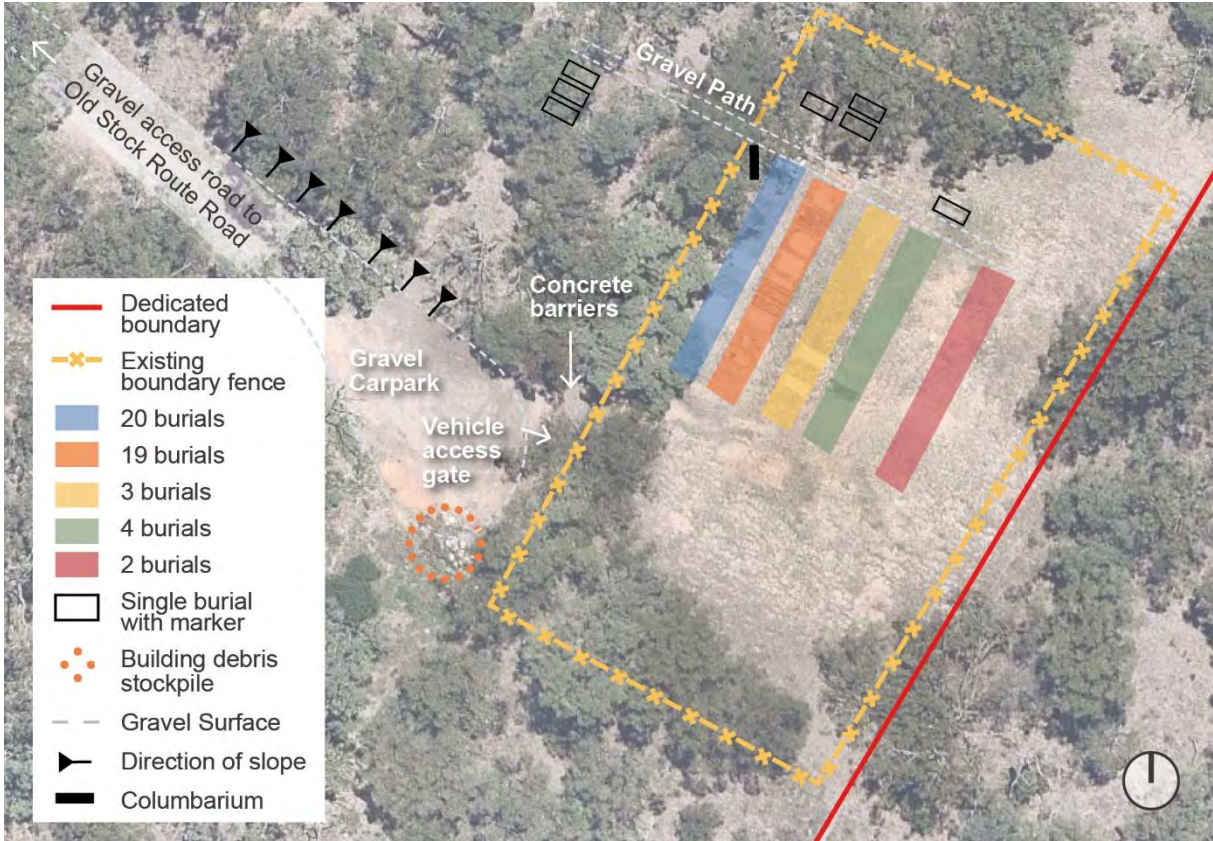 Gravel access road to
Old Stock Route Road
Gravel Path
Concrete
barriers
Gravel
Carpark
Vehicle
access
gate
Dedicated
boundary
Existing
boundary fence
20 burials
19 burials
3 burials
4 burials
2 burials
Single burial
with marker
Building debris
stockpile
Gravel Surface
Direction of slope
Columbarium